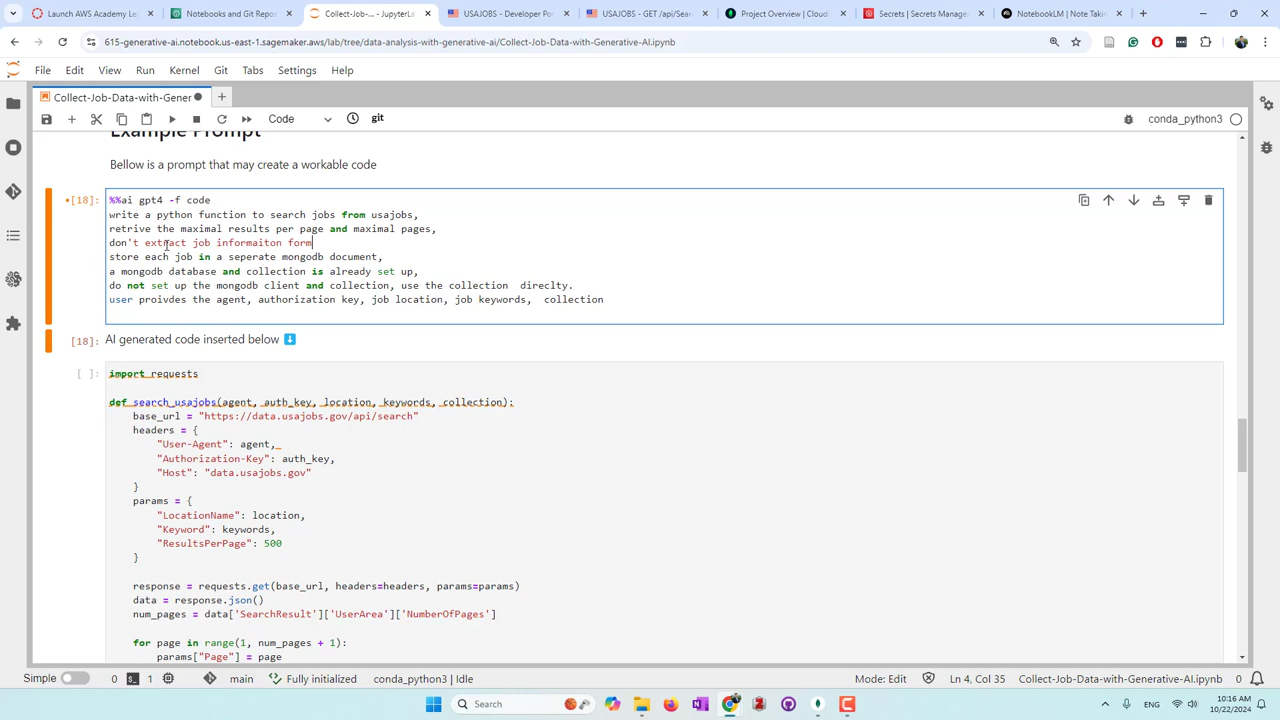 Launch AWS Academy Le
Notebooks and Git Repo
Collect-Job-... - JupyterLa
USAJOBS - Developer Po
USAJOBS - GET /api/Sea
Project Overview | Cloud
Secrets | Secrets Manage
NotebookLM | Note Takin
615-generative-ai.notebook.us-east-1.sagemaker.aws/lab/tree/data-analysis-with-generative-ai/Collect-Job-Data-with-Generative-AI.ipynb
File Edit View Run Kernel Git Tabs Settings Help
Collect-Job-Data-with-Gener
Code git conda_python3
Example Prompt
Bellow is a prompt that may create a workable code
[18]: %%ai gpt4 -f code
write a python function to search jobs from usajobs,
retrive the maximal results per page and maximal pages,
don't extract job informaiton form
store each job in a seperate mongodb document,
a mongodb database and collection is already set up,
do not set up the mongodb client and collection, use the collection  direclty.
user proivdes the agent, authorization key, job location, job keywords,  collection
[18]: AI generated code inserted below
[ ]: import requests
def search_usajobs(agent, auth_key, location, keywords, collection):
base_url = "https://data.usajobs.gov/api/search"
headers = {
"User-Agent": agent,
"Authorization-Key": auth_key,
"Host": "data.usajobs.gov"
}
params = {
"LocationName": location,
"Keyword": keywords,
"ResultsPerPage": 500
}
response = requests.get(base_url, headers=headers, params=params)
data = response.json()
num_pages = data['SearchResult']['UserArea']['NumberOfPages']
for page in range(1, num_pages + 1):
params["Page"] = page
Simple 0 1 main Fully initialized conda_python3 | Idle Mode: Edit Ln 4, Col 35 Collect-Job-Data-with-Generative-AI.ipynb 0
Search
ENG
10:16 AM
10/22/2024